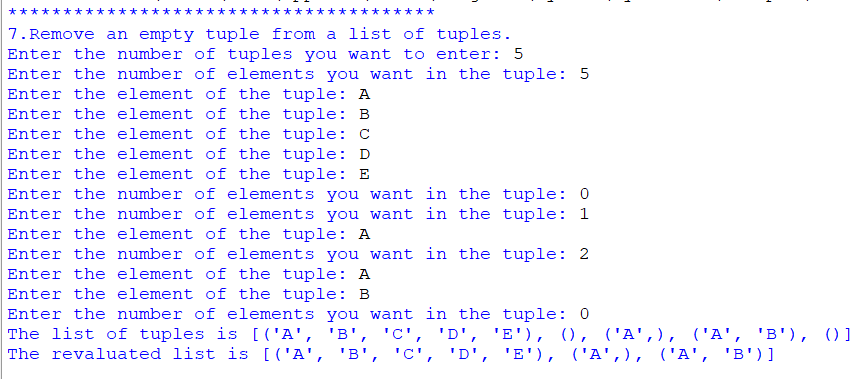 ***************************************
7.Remove an empty tuple from a list of tuples.
Enter the number of tuples you want to enter: 5
Enter the number of elements you want in the tuple: 5
Enter the element of the tuple: A
Enter the element of the tuple: B
Enter the element of the tuple: C
Enter the element of the tuple: D
Enter the element of the tuple: E
Enter the number of elements you want in the tuple: 0
Enter the number of elements you want in the tuple: 1
Enter the element of the tuple: A
Enter the number of elements you want in the tuple: 2
Enter the element of the tuple: A
Enter the element of the tuple: B
Enter the number of elements you want in the tuple: 0
The list of tuples is [('A', 'B', 'C', 'D', 'E'), (), ('A',), ('A', 'B'), ()]
The revaluated list is [('A', 'B', 'C', 'D', 'E'), ('A',), ('A', 'B')]